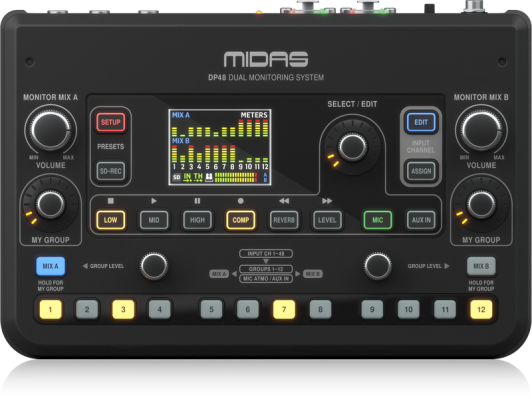 MIDAS
DP48 DUAL MONITORING SYSTEM
MONITOR MIX A
MIN MAX
VOLUME
MY GROUP
SETUP
PRESETS
SD-REC
MIX A METERS
MIX B
1 2 3 4 5 6 7 8 9 10 11 12
SD IN TH A B
SELECT / EDIT
EDIT
INPUT CHANNEL
ASSIGN
MONITOR MIX B
MIN MAX
VOLUME
MY GROUP
LOW MID HIGH COMP REVERB LEVEL MIC AUX IN
MIX A
HOLD FOR
MY GROUP
GROUP LEVEL
INPUT CH 1-48
MIX A GROUPS 1-12 MIX B
MIC ATMO / AUX IN
GROUP LEVEL
MIX B
HOLD FOR
MY GROUP
1 2 3 4 5 6 7 8 9 10 11 12